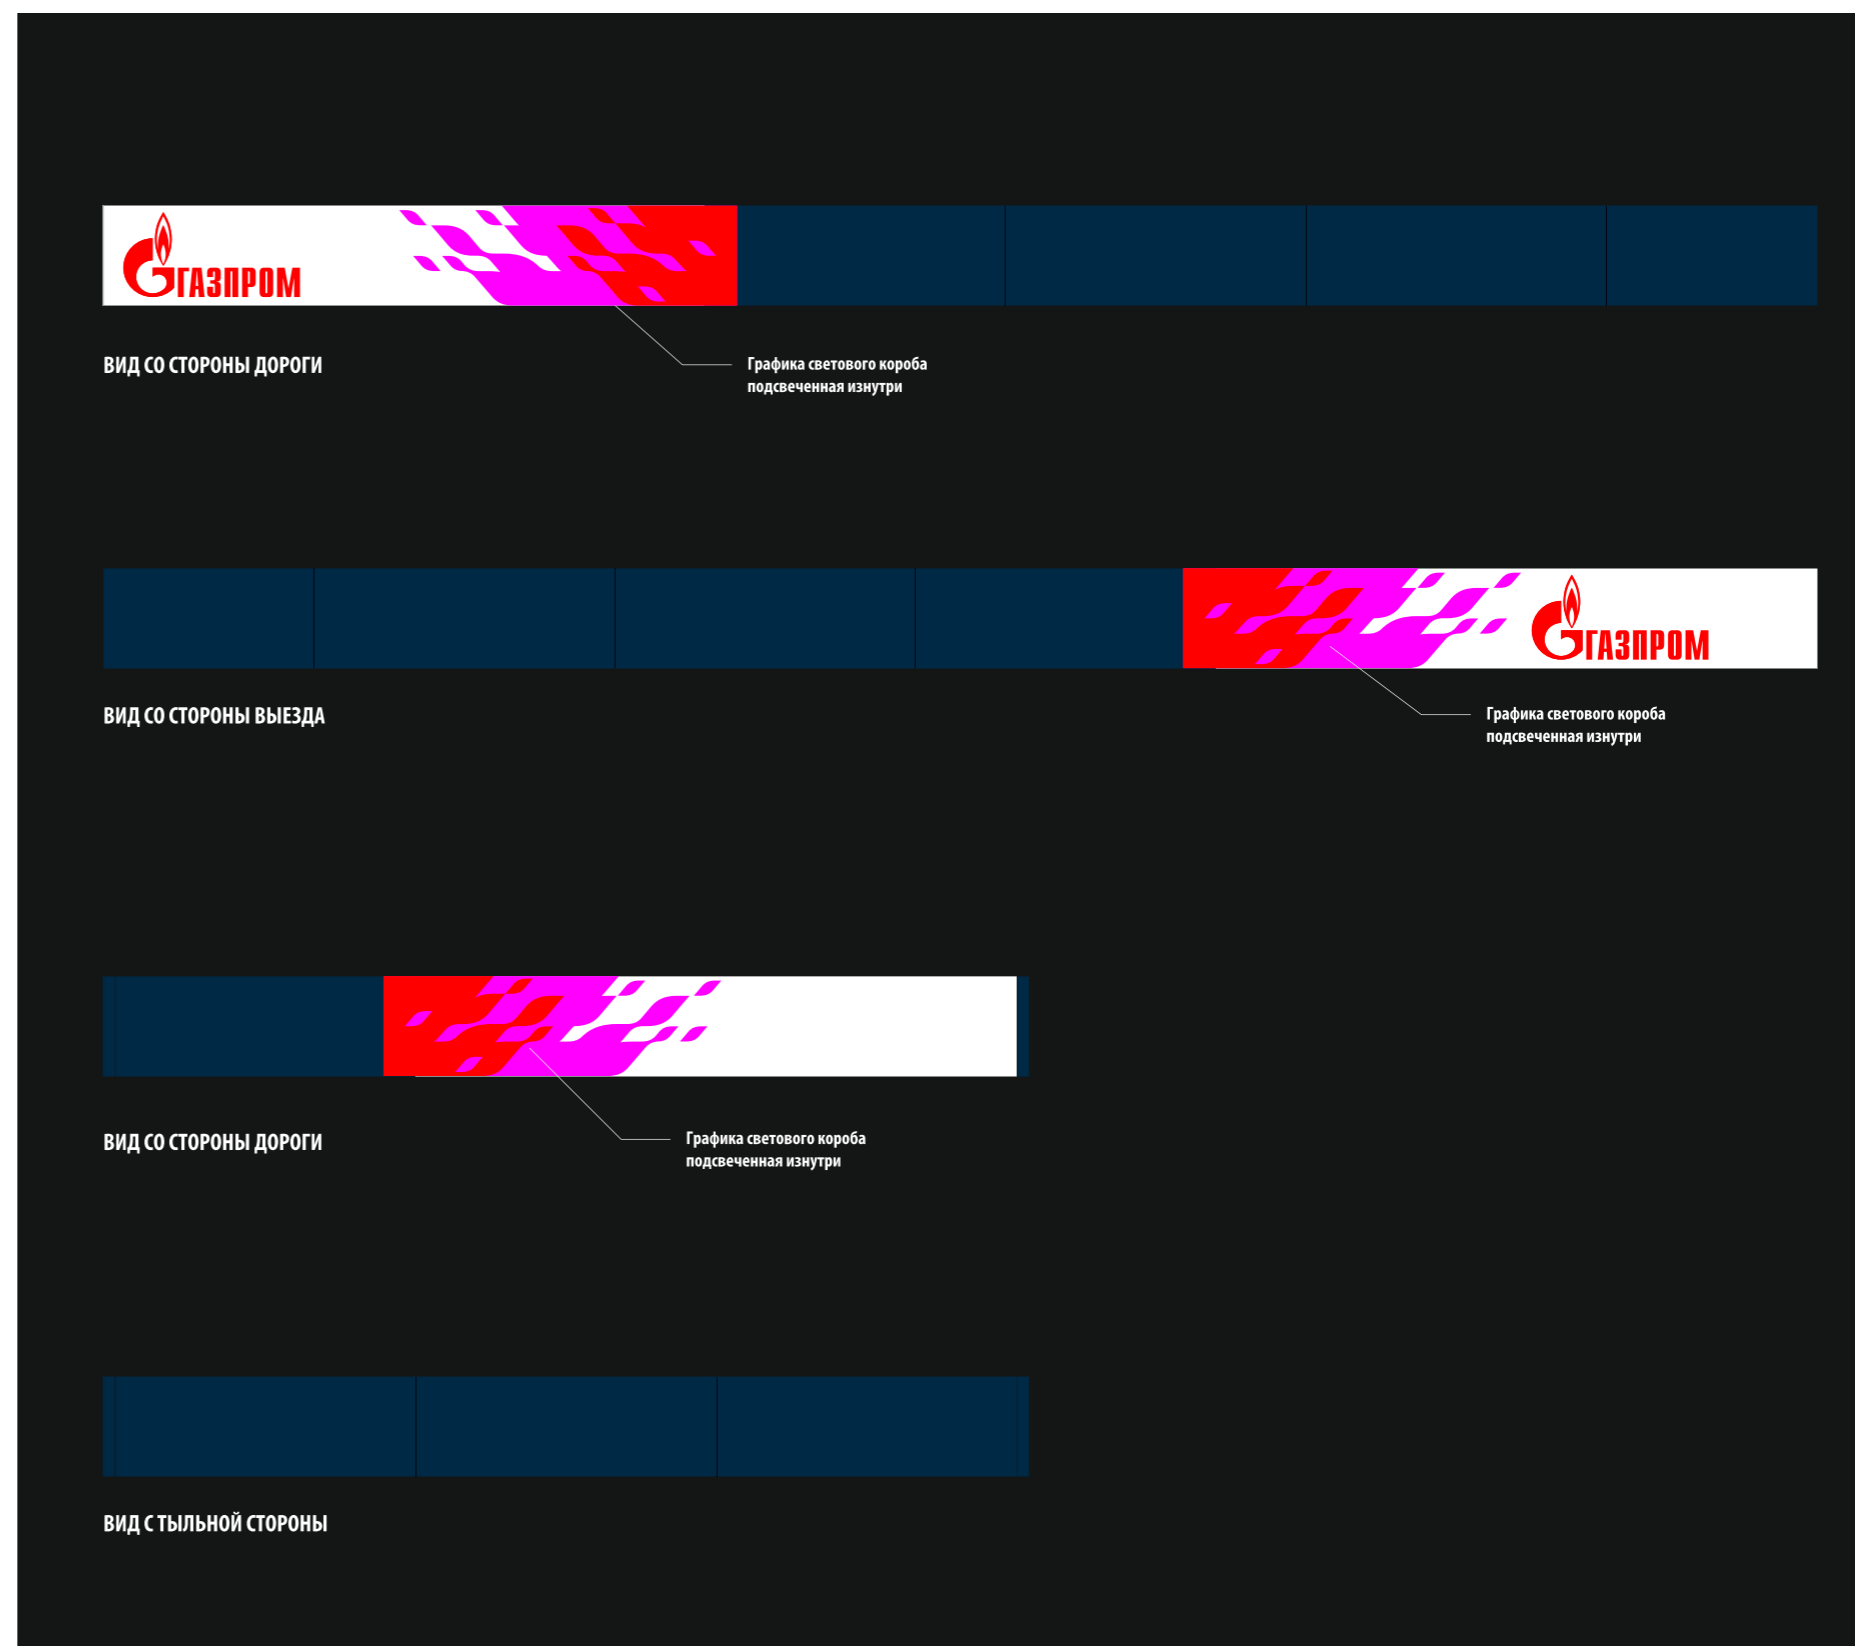 ГАЗПРОМ
ВИД СО СТОРОНЫ ДОРОГИ
Графика светового короба
подсвеченная изнутри
ГАЗПРОМ
ВИД СО СТОРОНЫ ВЫЕЗДА
Графика светового короба
подсвеченная изнутри
ВИД СО СТОРОНЫ ДОРОГИ
Графика светового короба
подсвеченная изнутри
ВИД С ТЫЛЬНОЙ СТОРОНЫ